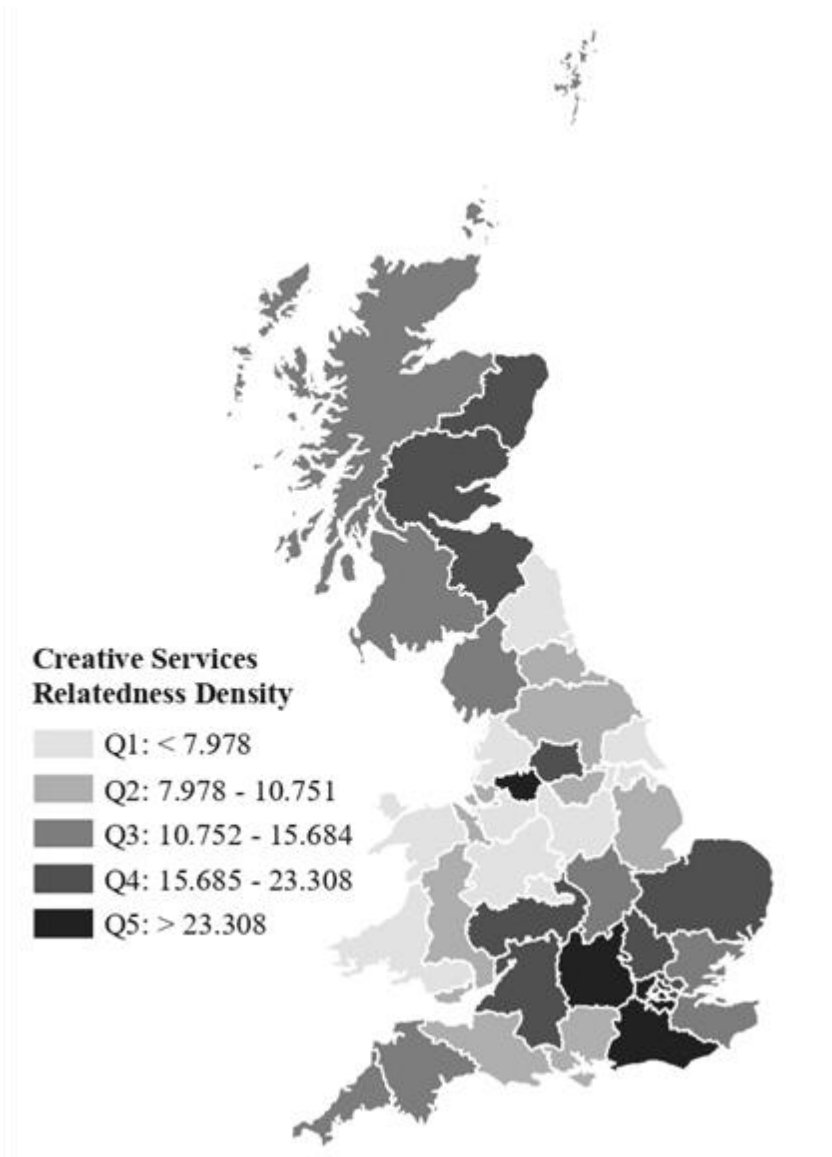 Creative Services
Relatedness Density
Q1: < 7.978
Q2: 7.978 - 10.751
Q3: 10.752 - 15.684
Q4: 15.685 - 23.308
Q5: > 23.308